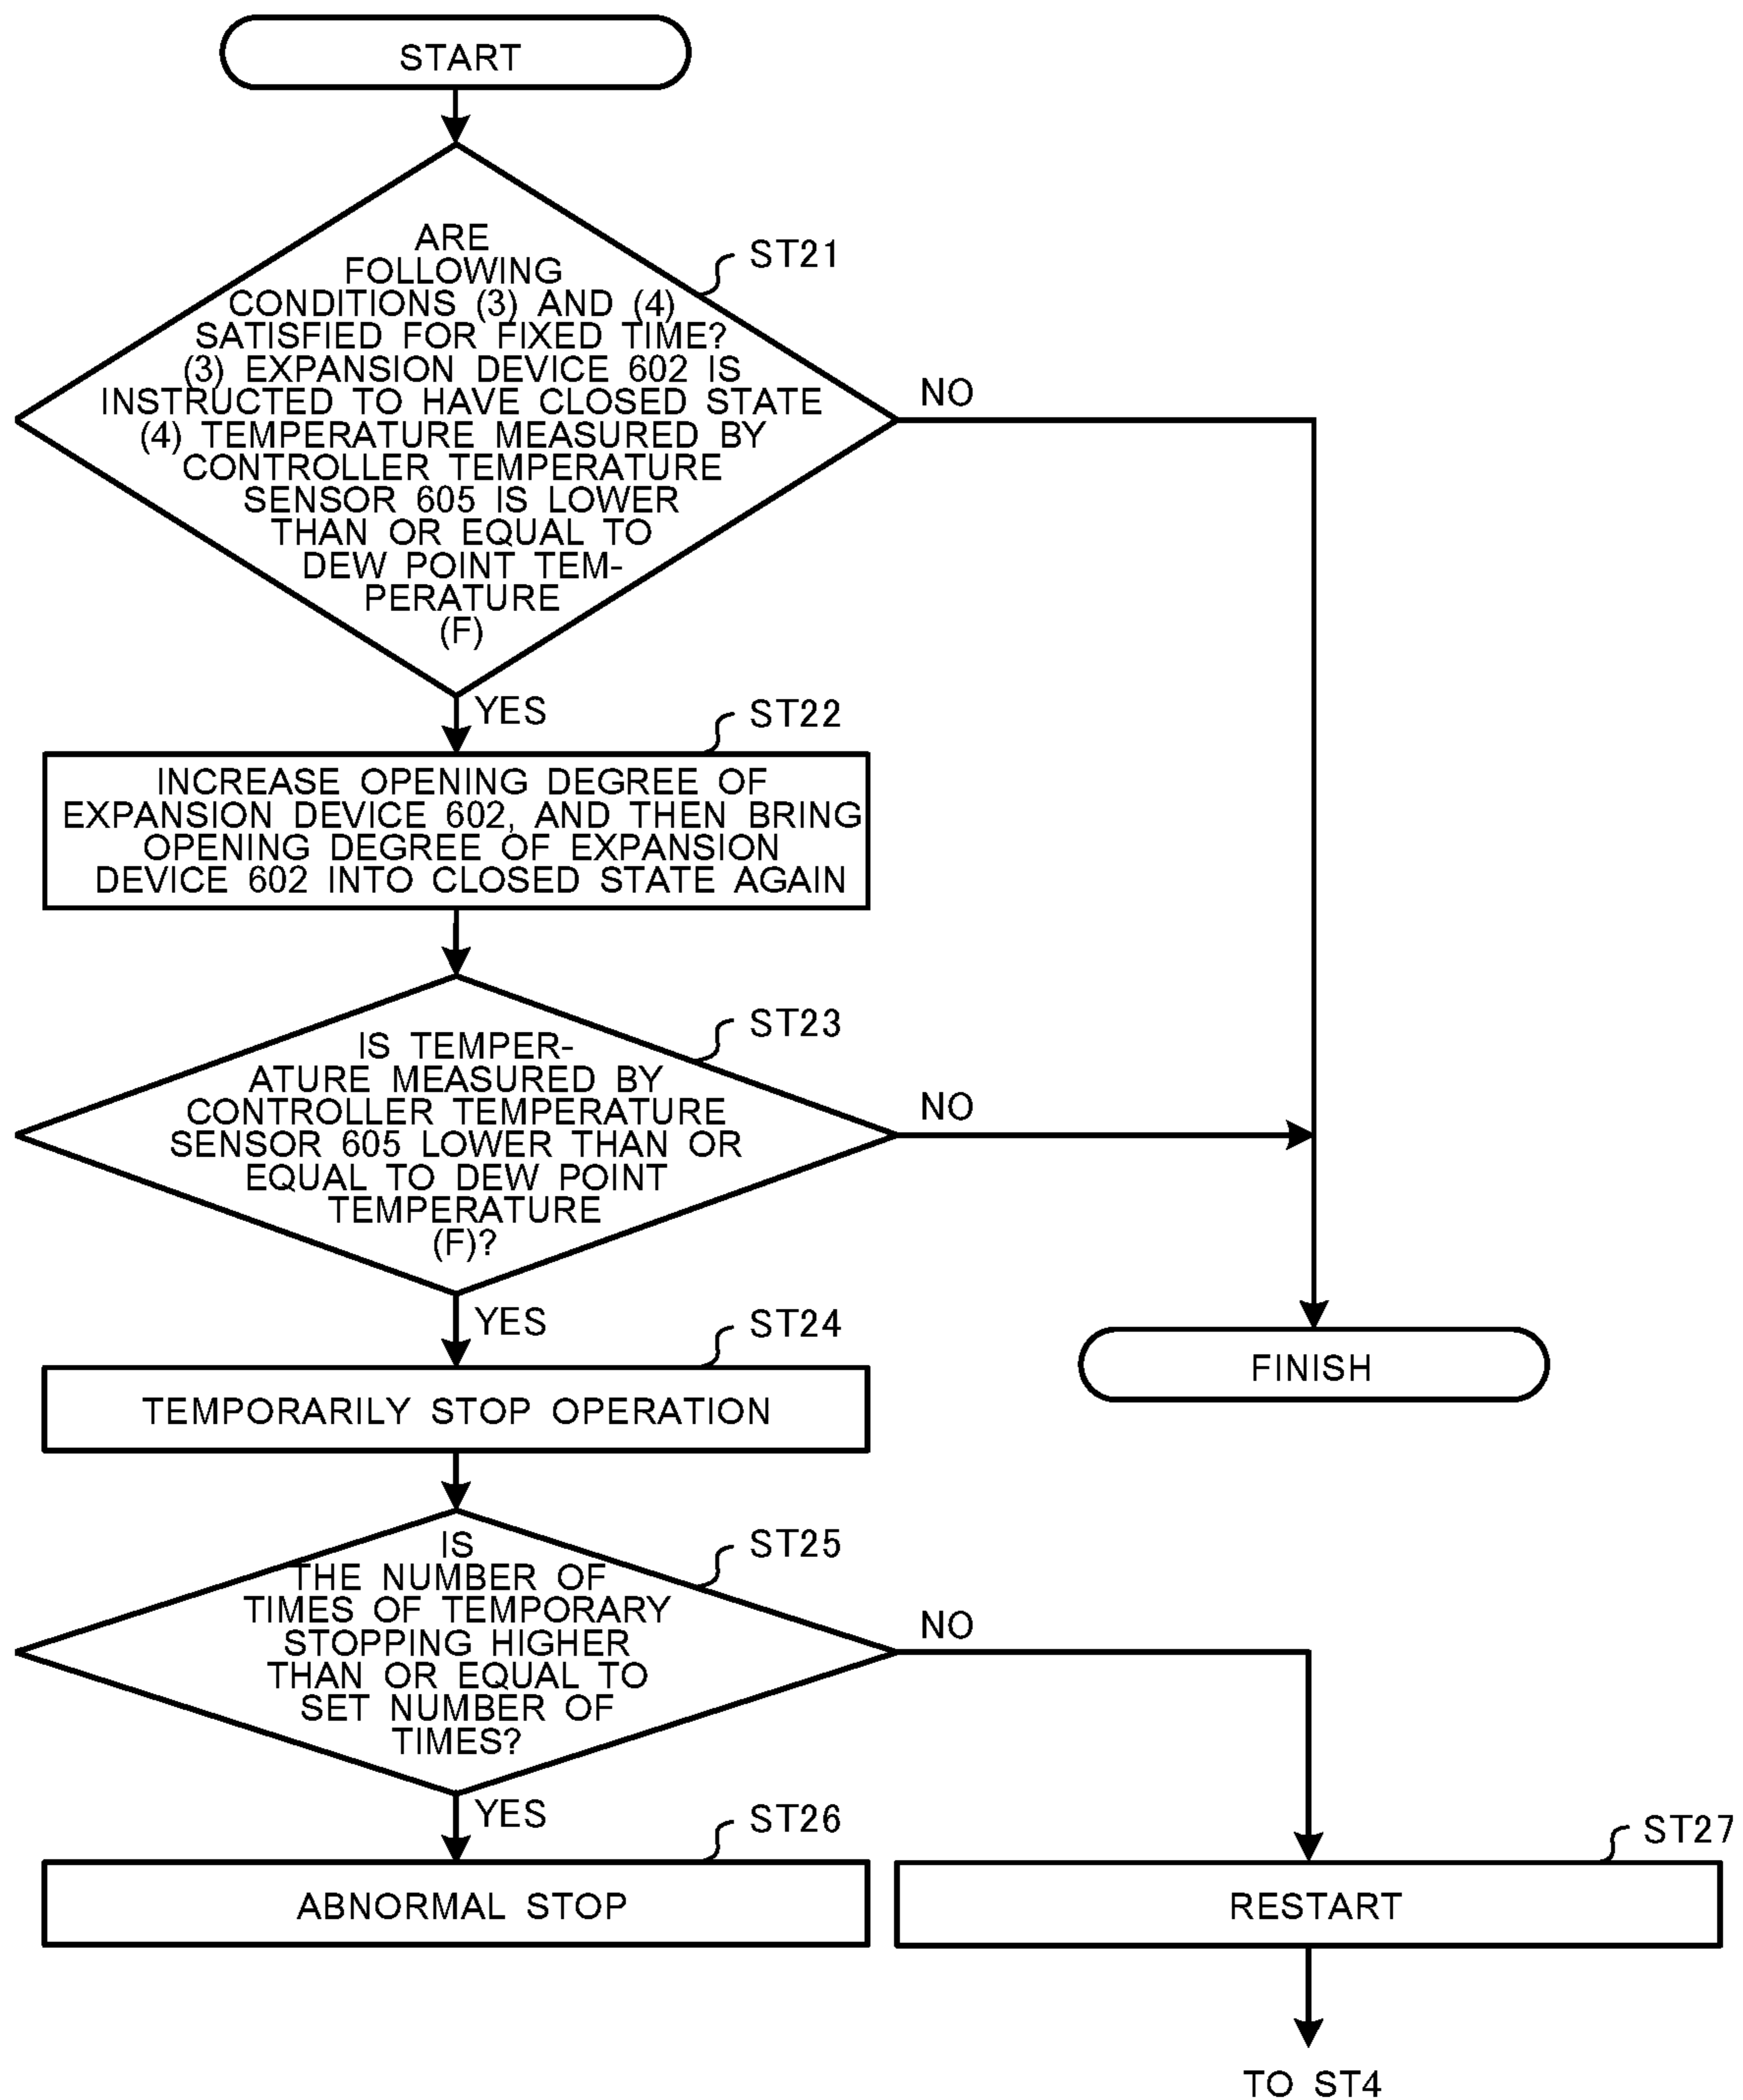 START
ARE
FOLLOWING
CONDITIONS (3) AND (4)
SATISFIED FOR FIXED TIME?
(3) EXPANSION DEVICE 602 IS
INSTRUCTED TO HAVE CLOSED STATE
(4) TEMPERATURE MEASURED BY
CONTROLLER TEMPERATURE
SENSOR 605 IS LOWER
THAN OR EQUAL TO
DEW POINT TEM-
PERATURE
(F)
ST21
NO
YES
ST22
INCREASE OPENING DEGREE OF
EXPANSION DEVICE 602, AND THEN BRING
OPENING DEGREE OF EXPANSION
DEVICE 602 INTO CLOSED STATE AGAIN
ST23
IS TEMPER-
ATURE MEASURED BY
CONTROLLER TEMPERATURE
SENSOR 605 LOWER THAN OR
EQUAL TO DEW POINT
TEMPERATURE
(F)?
NO
YES
ST24
TEMPORARILY STOP OPERATION
FINISH
ST25
IS
THE NUMBER OF
TIMES OF TEMPORARY
STOPPING HIGHER
THAN OR EQUAL TO
SET NUMBER OF
TIMES?
NO
YES
ST26
ABNORMAL STOP
ST27
RESTART
TO ST4